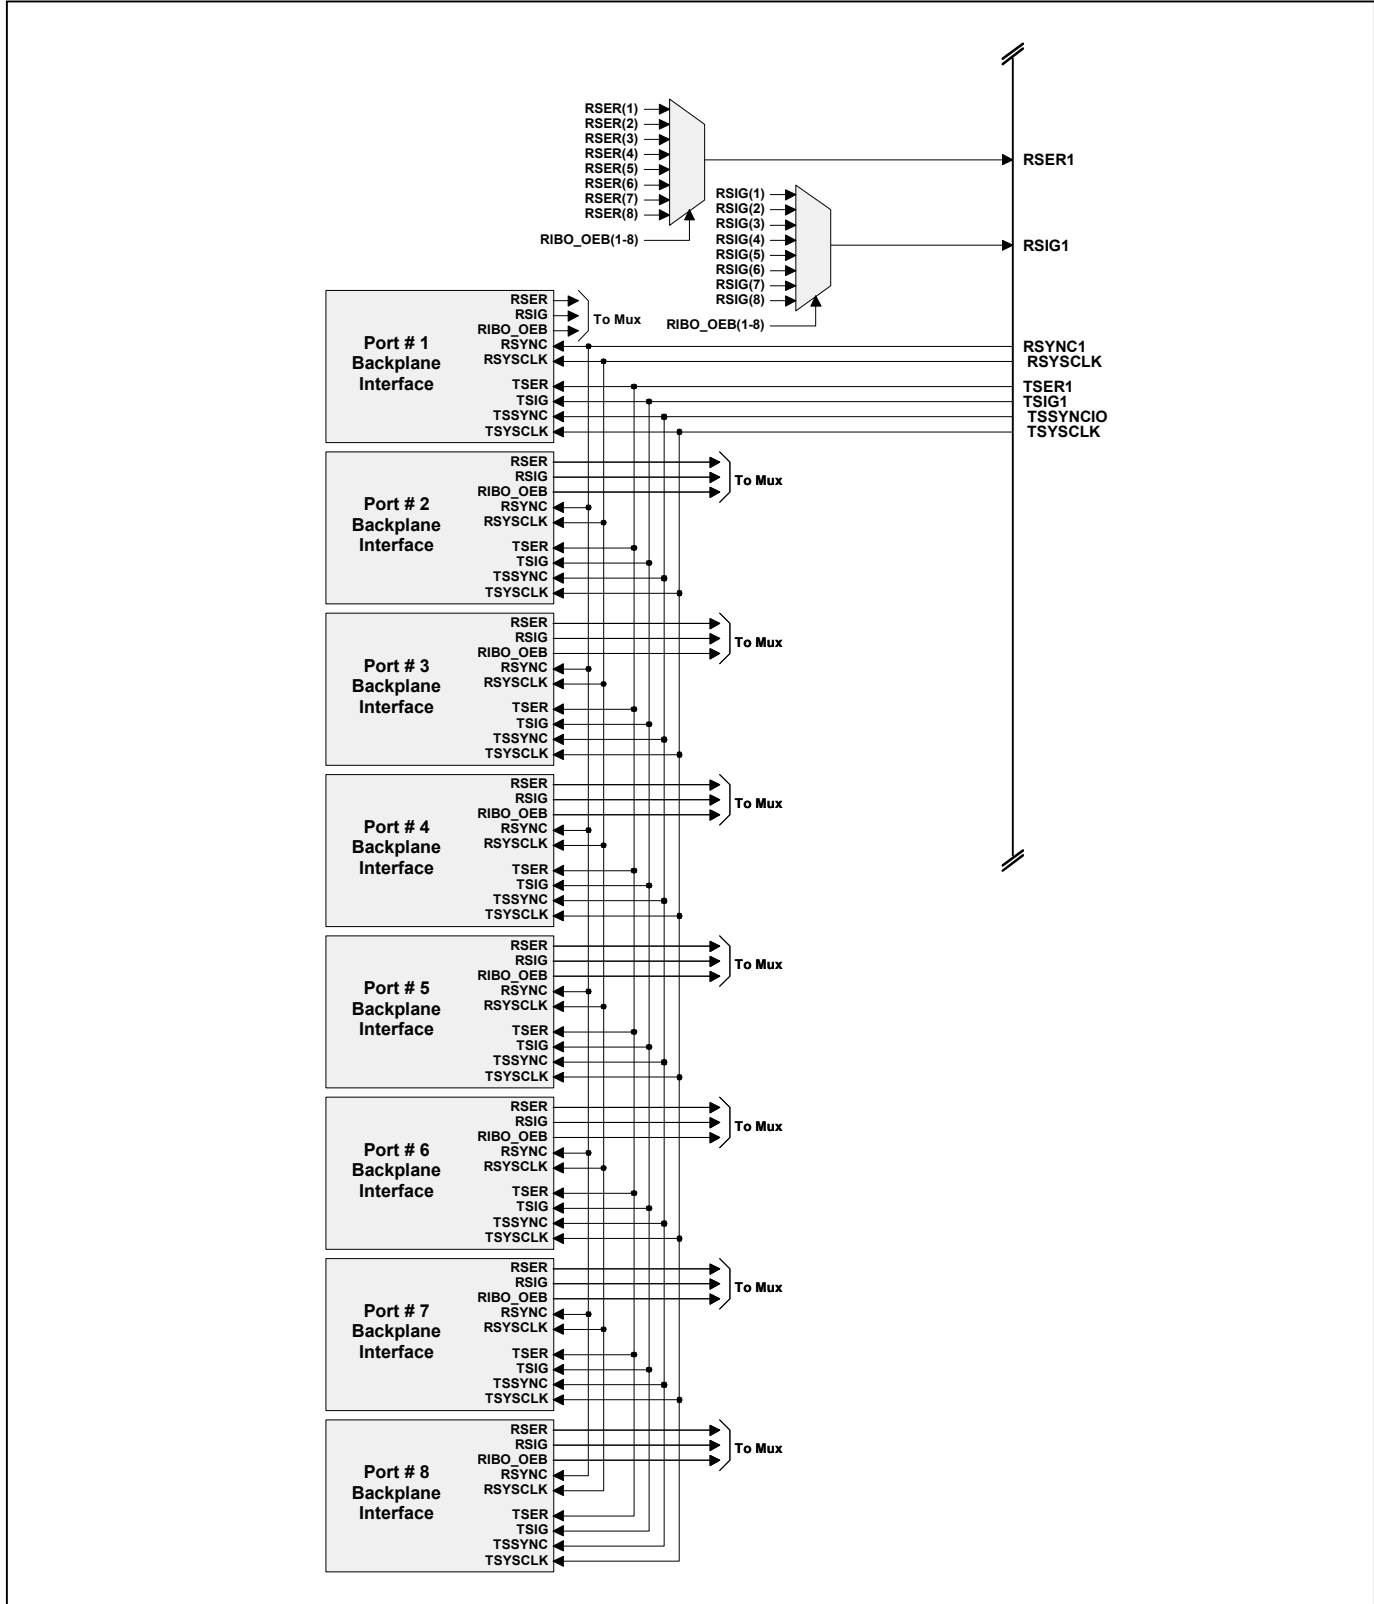 RSER(1)
RSER(2)
RSER(3)
RSER(4)
RSER(5)
RSER(6)
RSER(7)
RSER(8)
RIBO_OEB(1-8)
RSER1
RSIG(1)
RSIG(2)
RSIG(3)
RSIG(4)
RSIG(5)
RSIG(6)
RSIG(7)
RSIG(8)
RIBO_OEB(1-8)
RSIG1
Port # 1
Backplane
Interface
RSER
RSIG
RIBO_OEB
RSYNC
RSYSCLK
TSER
TSIG
TSSYNC
TSYSCLK
To Mux
RSYNC1
RSYSCLK
TSER1
TSIG1
TSSYNCIO
TSYSCLK
Port # 2
Backplane
Interface
RSER
RSIG
RIBO_OEB
RSYNC
RSYSCLK
TSER
TSIG
TSSYNC
TSYSCLK
To Mux
Port # 3
Backplane
Interface
RSER
RSIG
RIBO_OEB
RSYNC
RSYSCLK
TSER
TSIG
TSSYNC
TSYSCLK
To Mux
Port # 4
Backplane
Interface
RSER
RSIG
RIBO_OEB
RSYNC
RSYSCLK
TSER
TSIG
TSSYNC
TSYSCLK
To Mux
Port # 5
Backplane
Interface
RSER
RSIG
RIBO_OEB
RSYNC
RSYSCLK
TSER
TSIG
TSSYNC
TSYSCLK
To Mux
Port # 6
Backplane
Interface
RSER
RSIG
RIBO_OEB
RSYNC
RSYSCLK
TSER
TSIG
TSSYNC
TSYSCLK
To Mux
Port # 7
Backplane
Interface
RSER
RSIG
RIBO_OEB
RSYNC
RSYSCLK
TSER
TSIG
TSSYNC
TSYSCLK
To Mux
Port # 8
Backplane
Interface
RSER
RSIG
RIBO_OEB
RSYNC
RSYSCLK
TSER
TSIG
TSSYNC
TSYSCLK
To Mux